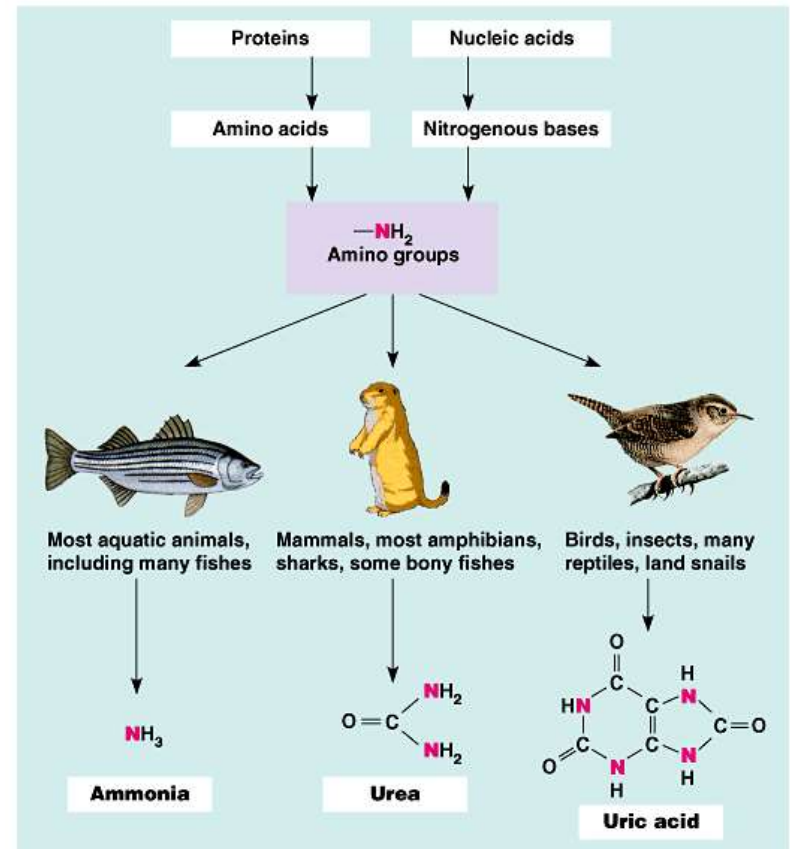 Proteins
Nucleic acids
Amino acids
Nitrogenous bases
—NH₂
Amino groups
Most aquatic animals,
including many fishes
Mammals, most amphibians,
sharks, some bony fishes
Birds, insects, many
reptiles, land snails
NH₃
Ammonia
NH₂
O=C
NH₂
Urea
O
H
C
N
HN
C
C=O
C
C
O
N
N
H
H
Uric acid